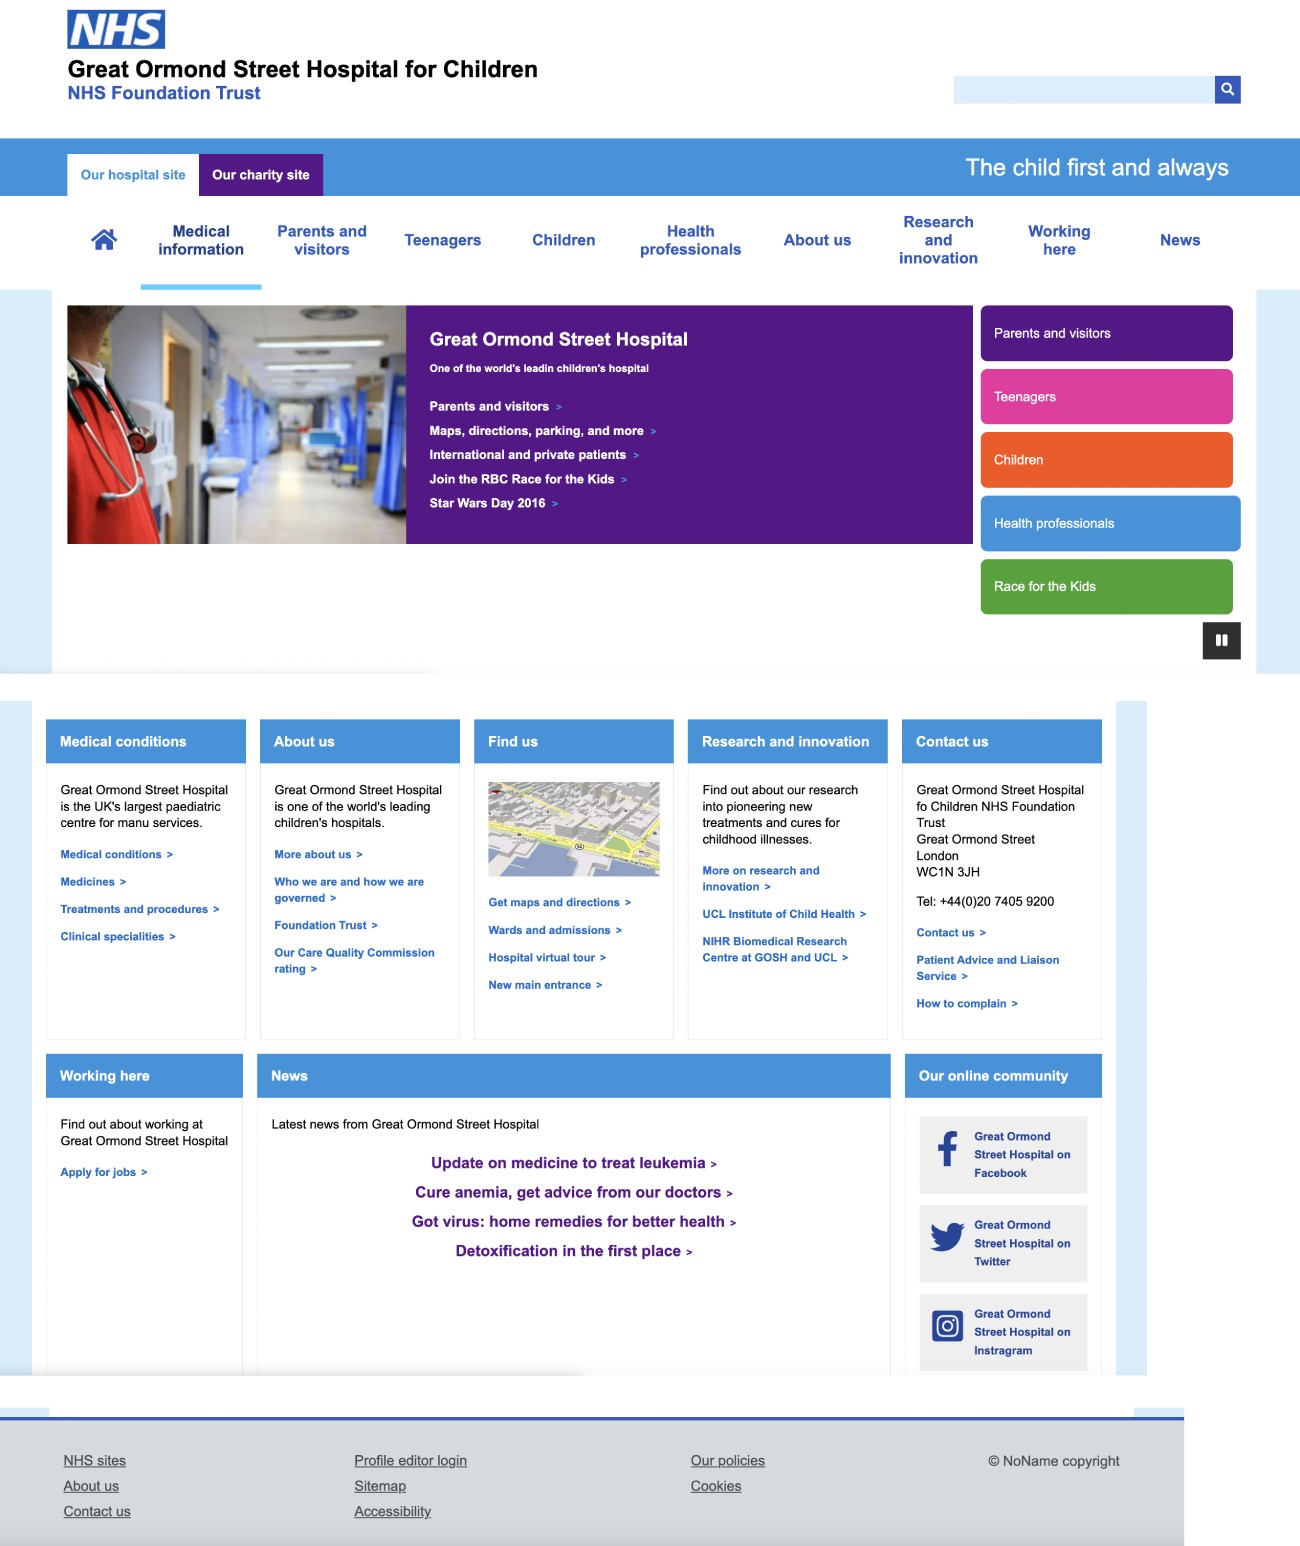 NHS
Great Ormond Street Hospital for Children
NHS Foundation Trust
Our hospital site
Our charity site
The child first and always
Medical
information
Parents and
visitors
Teenagers
Children
Health
professionals
About us
Research
and
innovation
Working
here
News
Great Ormond Street Hospital
One of the world's leadin children's hospital
Parents and visitors >
Maps, directions, parking, and more >
International and private patients >
Join the RBC Race for the Kids >
Star Wars Day 2016 >
Parents and visitors
Teenagers
Children
Health professionals
Race for the Kids
Medical conditions
Great Ormond Street Hospital
is the UK's largest paediatric
centre for manu services.
Medical conditions >
Medicines >
Treatments and procedures >
Clinical specialities >
About us
Great Ormond Street Hospital
is one of the world's leading
children's hospitals.
More about us >
Who we are and how we are
governed >
Foundation Trust >
Our Care Quality Commission
rating >
Find us
Get maps and directions >
Wards and admissions >
Hospital virtual tour >
New main entrance >
Research and innovation
Find out about our research
into pioneering new
treatments and cures for
childhood illnesses.
More on research and
innovation >
UCL Institute of Child Health >
NIHR Biomedical Research
Centre at GOSH and UCL >
Contact us
Great Ormond Street Hospital
fo Children NHS Foundation
Trust
Great Ormond Street
London
WC1N 3JH
Tel: +44(0)20 7405 9200
Contact us >
Patient Advice and Liaison
Service >
How to complain >
Working here
Find out about working at
Great Ormond Street Hospital
Apply for jobs >
News
Latest news from Great Ormond Street Hospital
Update on medicine to treat leukemia >
Cure anemia, get advice from our doctors >
Got virus: home remedies for better health >
Detoxification in the first place >
Our online community
Great Ormond
Street Hospital on
Facebook
Great Ormond
Street Hospital on
Twitter
Great Ormond
Street Hospital on
Instragram
NHS sites
About us
Contact us
Profile editor login
Sitemap
Accessibility
Our policies
Cookies
© NoName copyright